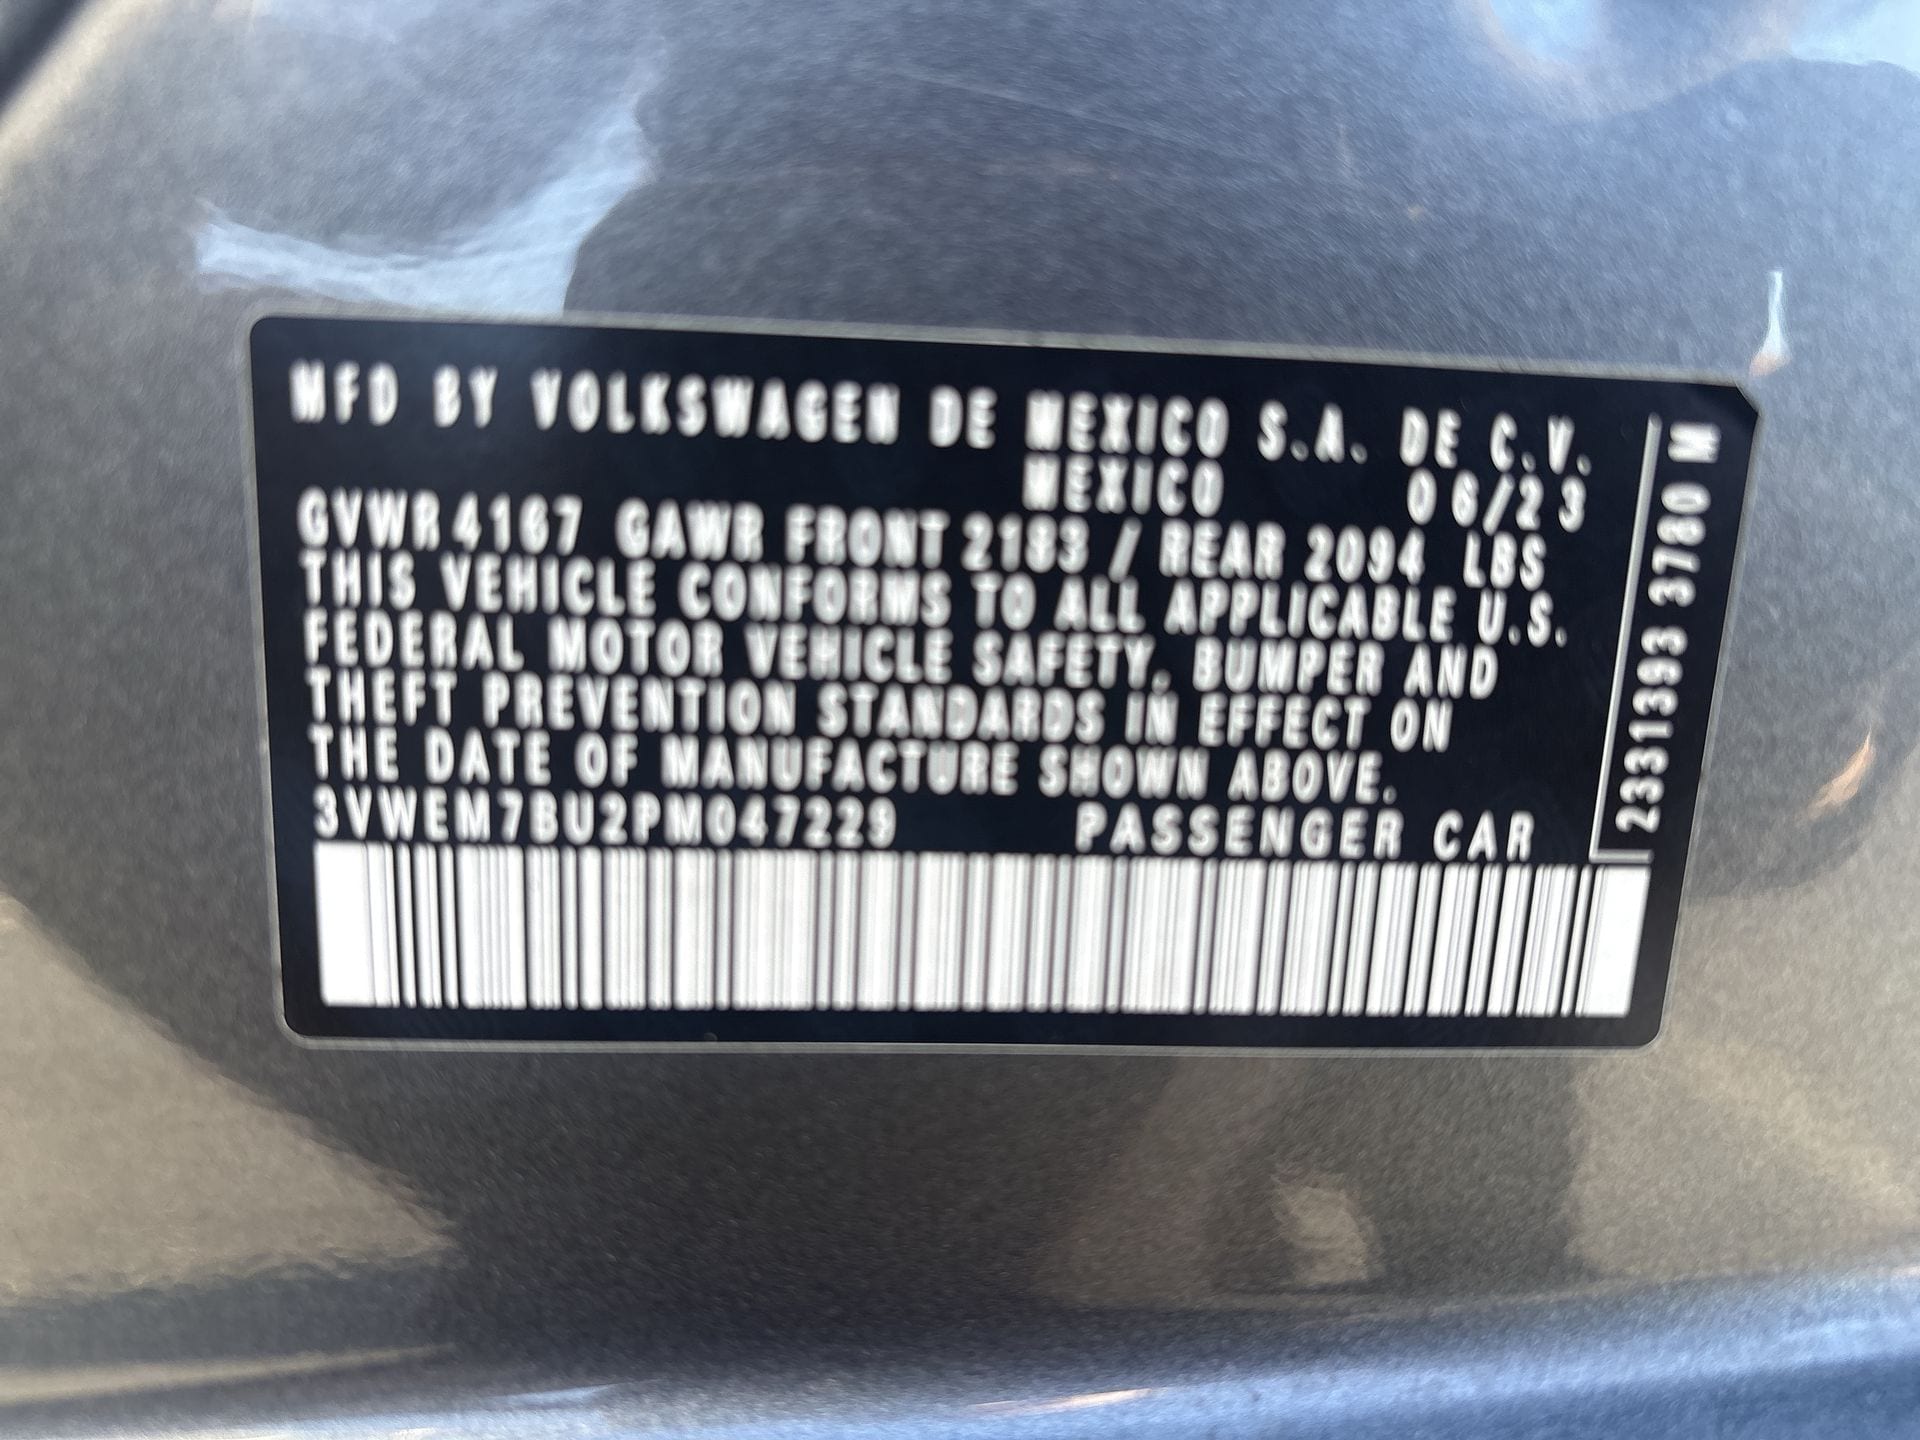 MFD BY VOLKSWAGEN DE MEXICO S.A. DE C.V.
MEXICO 06/23
GVWR 4167 GAWR FRONT 2183 / REAR 2094 LBS
THIS VEHICLE CONFORMS TO ALL APPLICABLE U.S.
FEDERAL MOTOR VEHICLE SAFETY, BUMPER AND
THEFT PREVENTION STANDARDS IN EFFECT ON
THE DATE OF MANUFACTURE SHOWN ABOVE.
3VWEM7BU2PM047229 PASSENGER CAR
2331393 3780 M